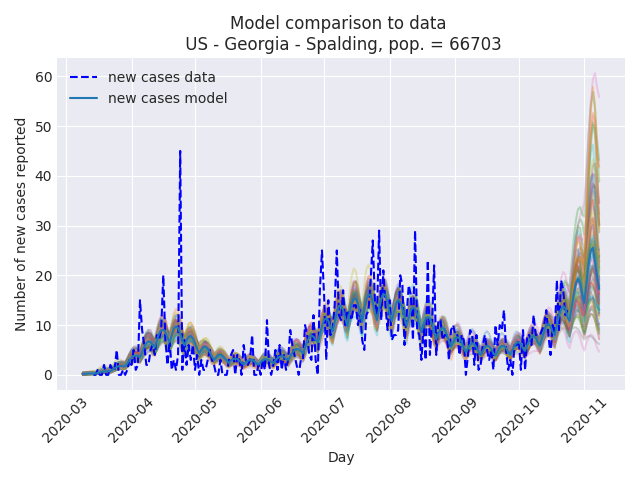 Model comparison to data
US - Georgia - Spalding, pop. = 66703
new cases data
new cases model
Number of new cases reported
60
50
40
30
20
10
0
2020-03
2020-04
2020-05
2020-06
2020-07
2020-08
2020-09
2020-10
2020-11
Day